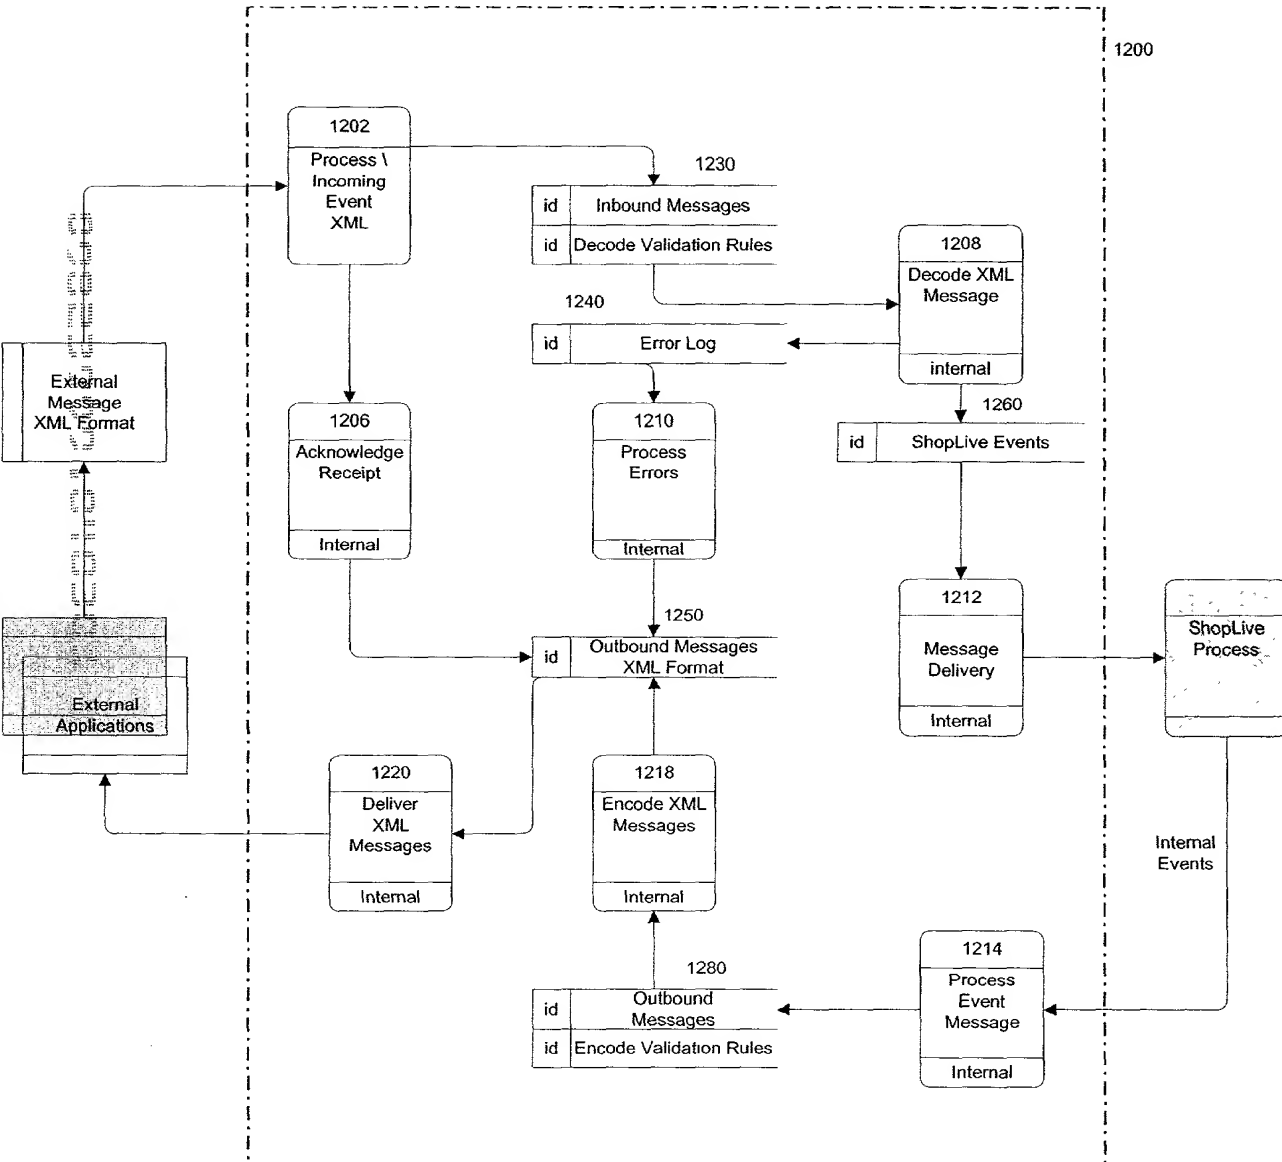 1200
1202
Process \
Incoming
Event
XML
1230
id Inbound Messages
id Decode Validation Rules
1208
Decode XML
Message
internal
1240
id Error Log
External
Message
XML Format
1206
Acknowledge
Receipt
Internal
1210
Process
Errors
Internal
1260
id ShopLive Events
1212
Message
Delivery
Internal
ShopLive
Process
1250
id Outbound Messages
XML Format
External
Applications
1220
Deliver
XML
Messages
Internal
1218
Encode XML
Messages
Internal
Internal
Events
1214
Process
Event
Message
Internal
1280
id Outbound
Messages
id Encode Validation Rules